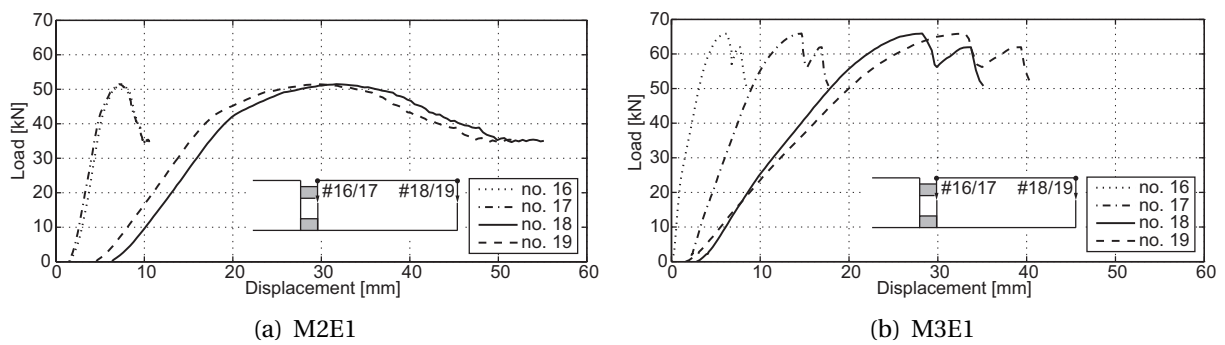 70
60
50
40
30
20
10
0
Load [kN]
0 10 20 30 40 50 60
Displacement [mm]
#16/17 #18/19
no. 16
no. 17
no. 18
no. 19
(a) M2E1
70
60
50
40
30
20
10
0
Load [kN]
0 10 20 30 40 50 60
Displacement [mm]
#16/17 #18/19
no. 16
no. 17
no. 18
no. 19
(b) M3E1